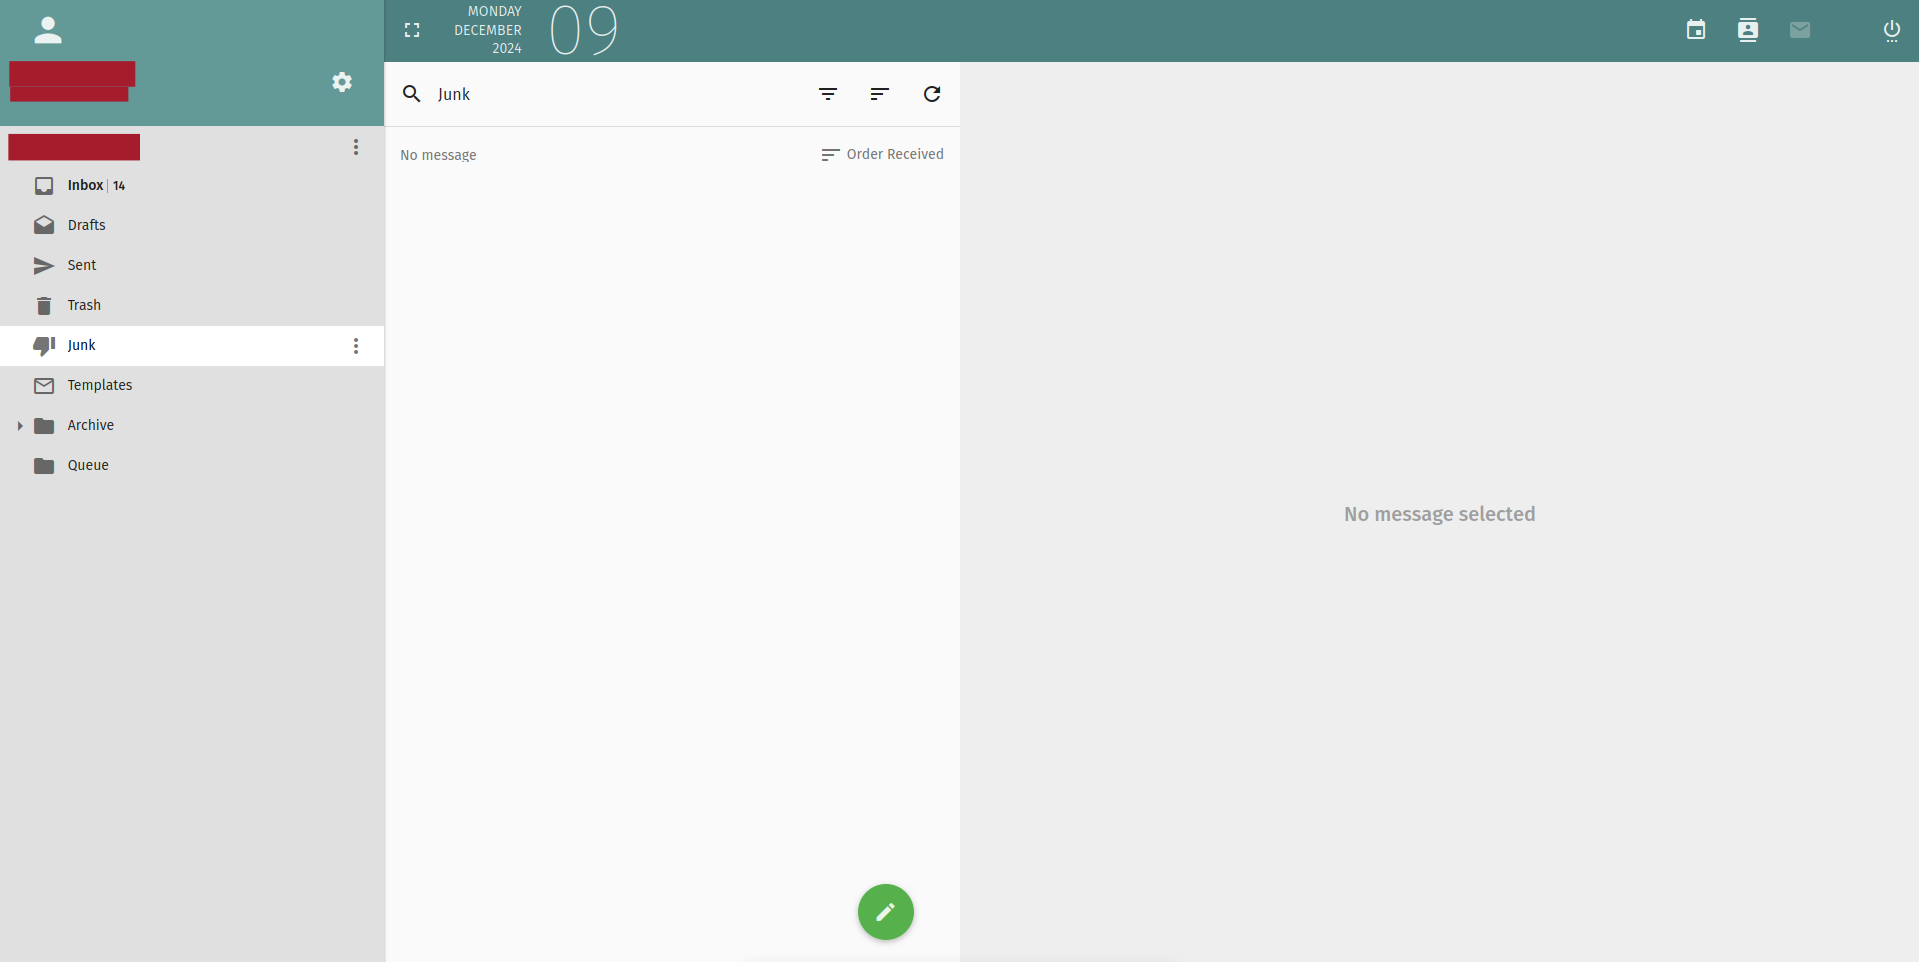 MONDAY
DECEMBER
2024
09
Junk
No message
Order Received
Inbox | 14
Drafts
Sent
Trash
Junk
Templates
Archive
Queue
No message selected